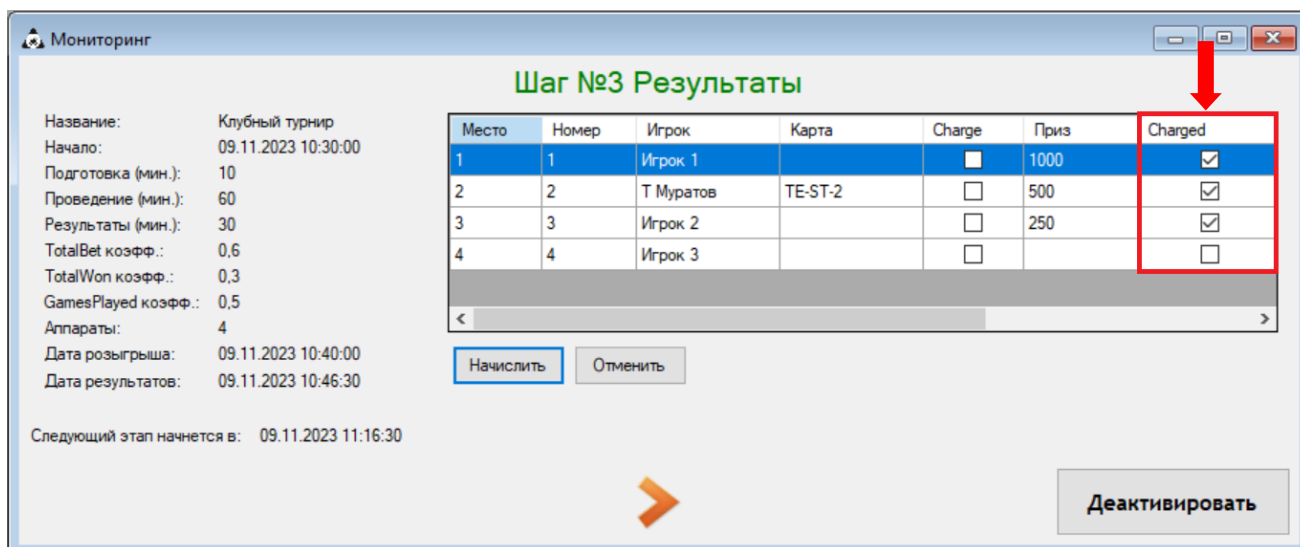 Мониторинг
Шаг №3 Результаты
Название: Клубный турнир
Начало: 09.11.2023 10:30:00
Подготовка (мин.): 10
Проведение (мин.): 60
Результаты (мин.): 30
TotalBet коэфф.: 0,6
TotalWon коэфф.: 0,3
GamesPlayed коэфф.: 0,5
Аппараты: 4
Дата розыгрыша: 09.11.2023 10:40:00
Дата результатов: 09.11.2023 10:46:30
Следующий этап начнется в: 09.11.2023 11:16:30
Место Номер Игрок Карта Charge Приз Charged
1 1 Игрок 1 1000
2 2 Т Муратов TE-ST-2 500
3 3 Игрок 2 250
4 4 Игрок 3
Начислить Отменить
Деактивировать